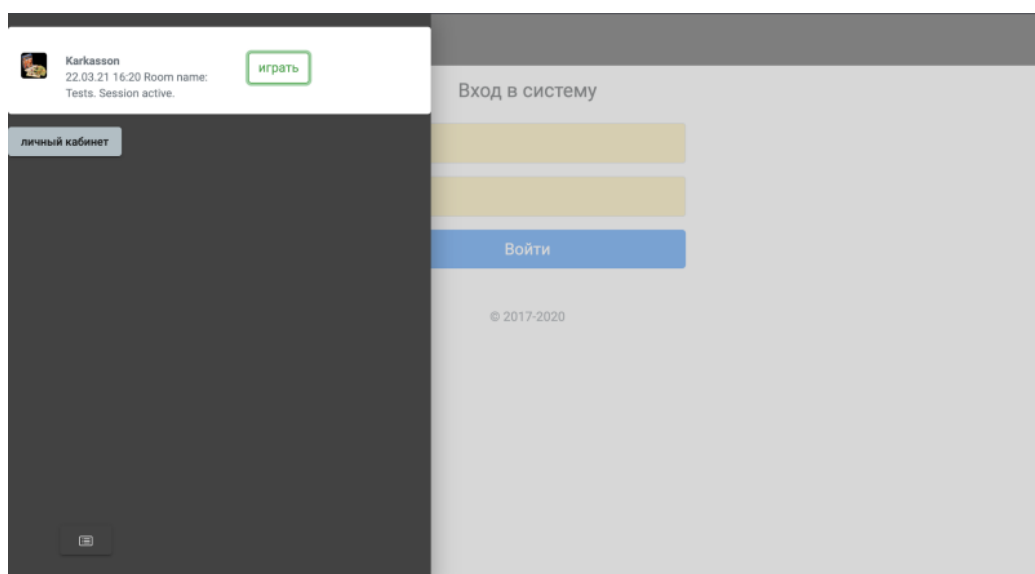 Karkasson
22.03.21 16:20 Room name:
Tests. Session active.
играть
личный кабинет
Вход в систему
Войти
© 2017-2020